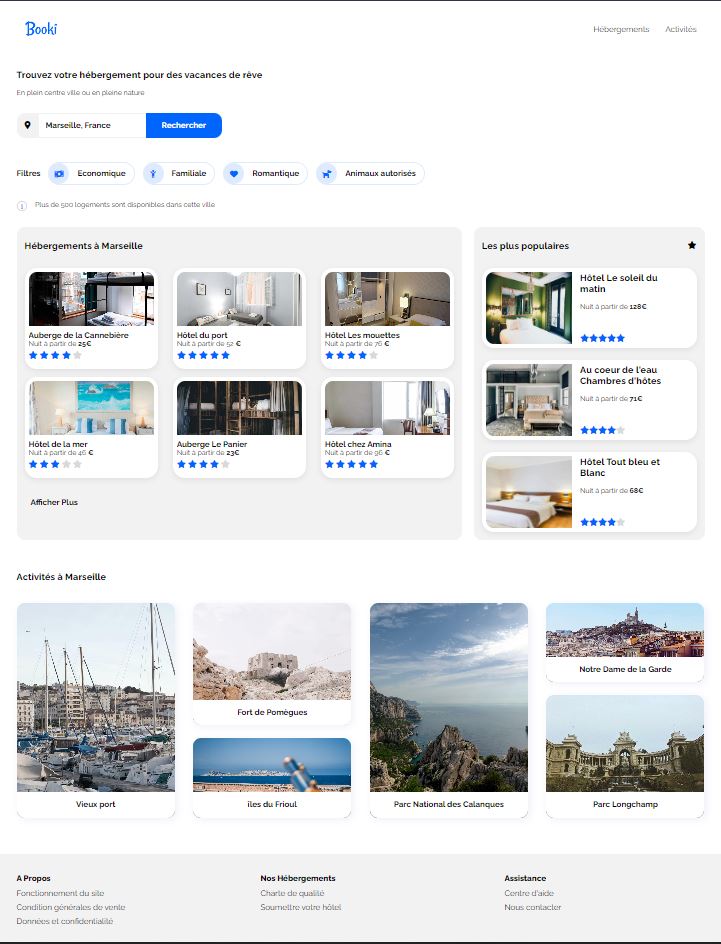 Booki
Hébergements
Activités
Trouvez votre hébergement pour des vacances de rêve
En plein centre ville ou en pleine nature
Marseille, France
Rechercher
Filtres
Economique
Familiale
Romantique
Animaux autorisés
Plus de 500 logements sont disponibles dans cette ville
Hébergements à Marseille
Auberge de la Cannebière
Nuit à partir de 25€
Hôtel du port
Nuit à partir de 52 €
Hôtel Les mouettes
Nuit à partir de 76 €
Hôtel de la mer
Nuit à partir de 46 €
Auberge Le Panier
Nuit à partir de 23€
Hôtel chez Amina
Nuit à partir de 96 €
Afficher Plus
Les plus populaires
Hôtel Le soleil du
matin
Nuit à partir de 128€
Au coeur de l'eau
Chambres d'hôtes
Nuit à partir de 71€
Hôtel Tout bleu et
Blanc
Nuit à partir de 68€
Activités à Marseille
Vieux port
Fort de Pomègues
îles du Frioul
Parc National des Calanques
Notre Dame de la Garde
Parc Longchamp
A Propos
Fonctionnement du site
Condition générales de vente
Données et confidentialité
Nos Hébergements
Charte de qualité
Soumettre votre hôtel
Assistance
Centre d'aide
Nous contacter